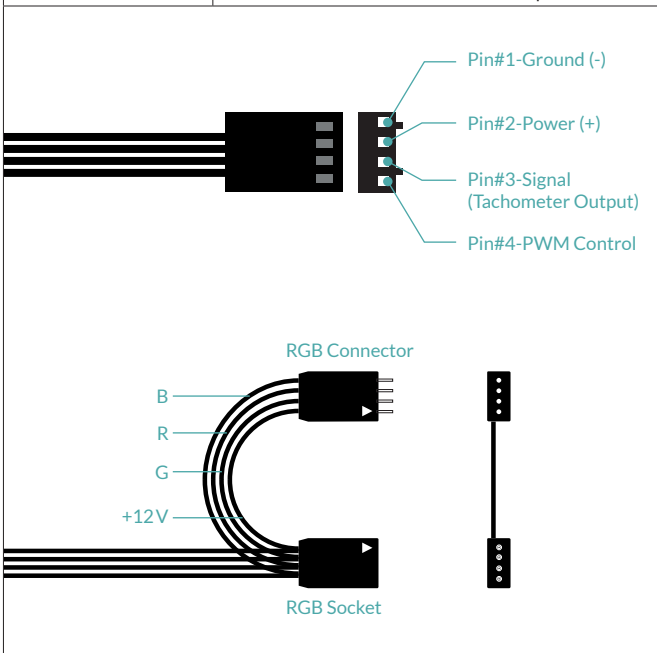 Pin#1-Ground (-)
Pin#2-Power (+)
Pin#3-Signal
(Tachometer Output)
Pin#4-PWM Control
RGB Connector
B
R
G
+12V
RGB Socket